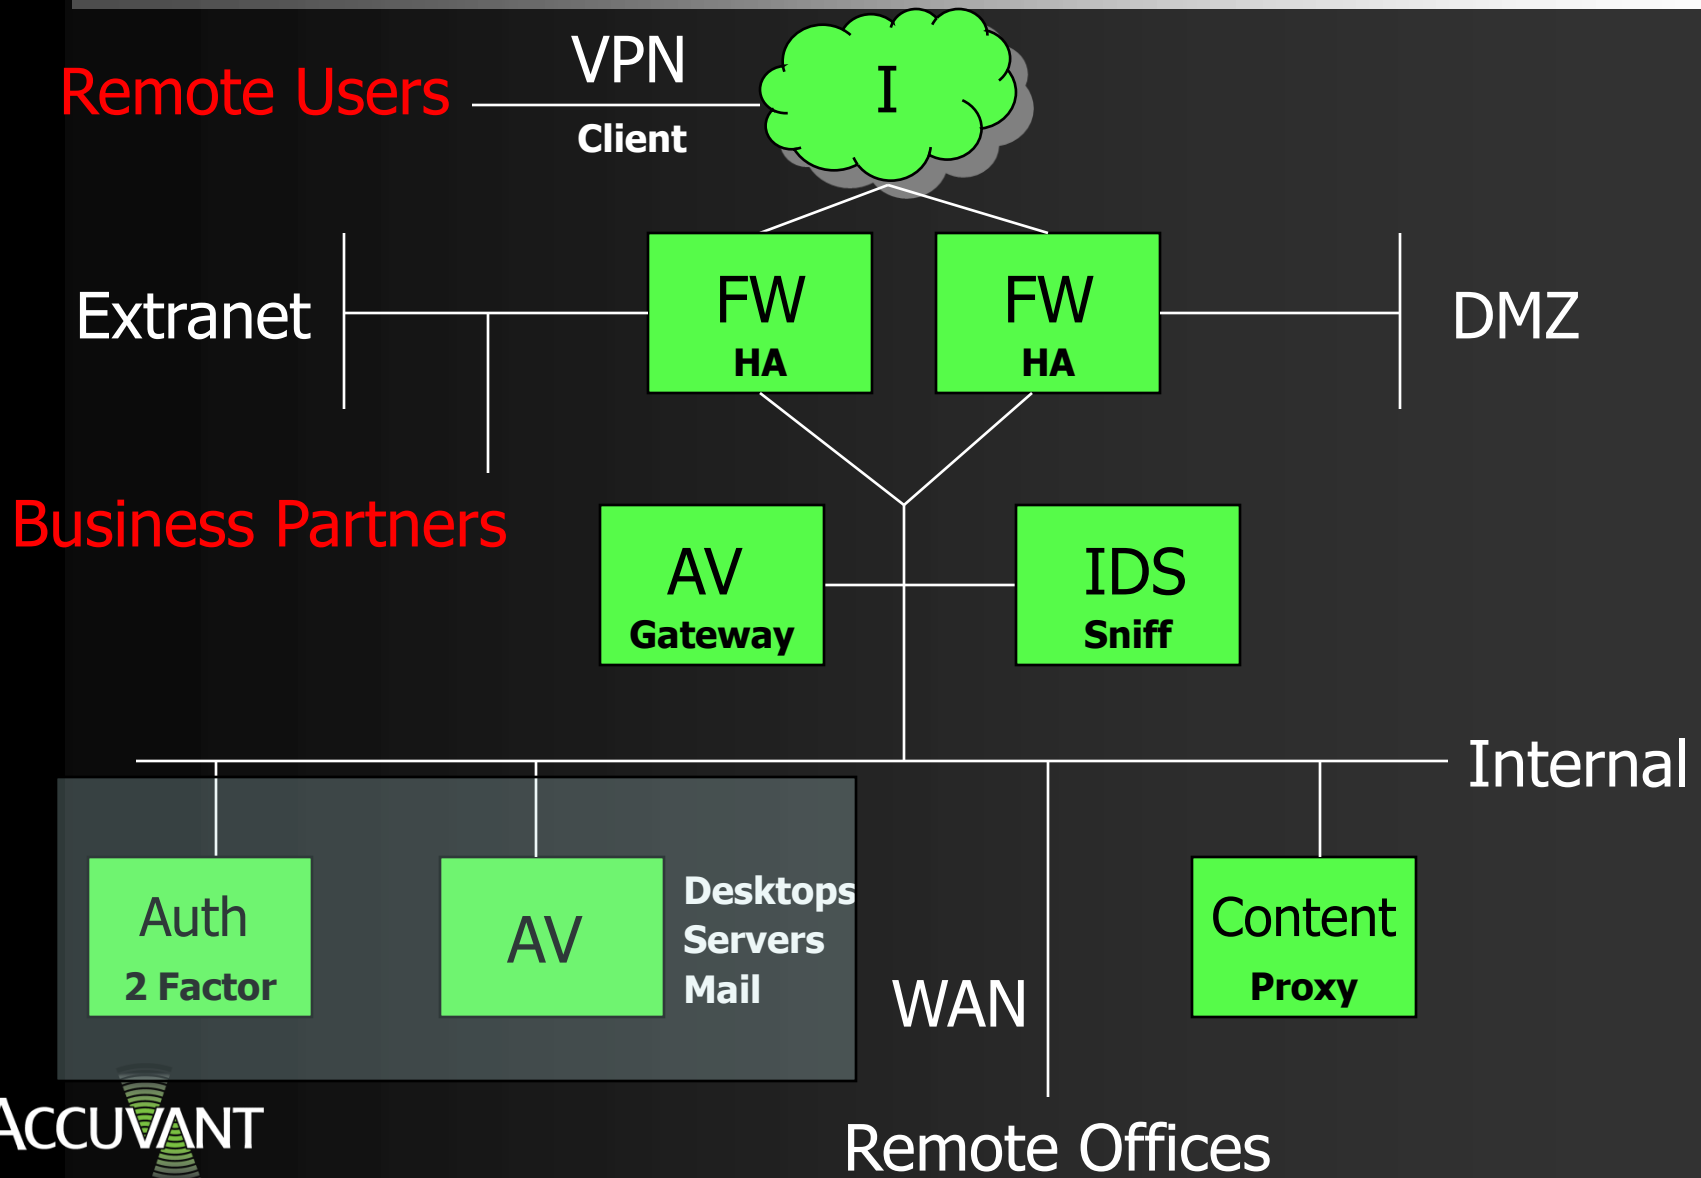 VPN
Remote Users
Client
I
Extranet
FW
HA
FW
HA
DMZ
Business Partners
AV
Gateway
IDS
Sniff
Internal
Auth
2 Factor
AV
Desktops
Servers
Mail
WAN
Content
Proxy
ACCUVANT
Remote Offices